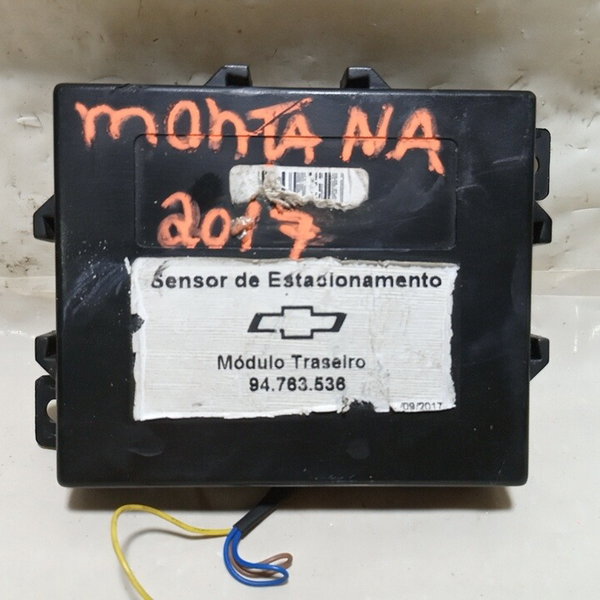 MONTANA
2017
Sensor de Estacionamento
Módulo Traseiro
94.763.536
/09/2017